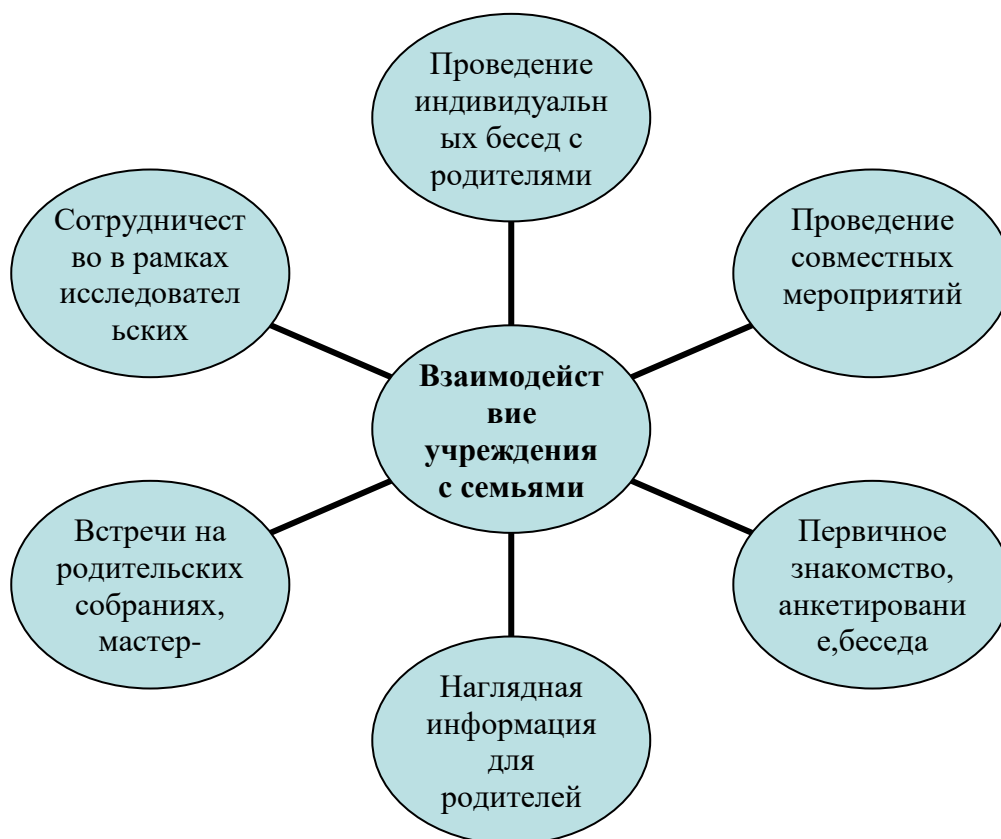 Проведение
индивидуальн
ых бесед с
родителями
Сотрудничест
во в рамках
исследовател
ьских
Проведение
совместных
мероприятий
Взаимодейст
вие
учреждения
с семьями
Встречи на
родительских
собраниях,
мастер-
Первичное
знакомство,
анкетировани
е,беседа
Наглядная
информация
для
родителей